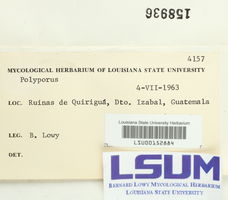 158936
4157
MYCOLOGICAL HERBARIUM OF LOUISIANA STATE UNIVERSITY
Polyporus
4-VII-1963
LOC. Ruinas de Quiriguá, Dto. Izabal, Guatemala
Louisiana State University Herbarium
LEG. B. Lowy
LSU00152884
DET.
LSUM
BERNARD LOWY MYCOLOGICAL HERBARIUM
LOUISIANA STATE UNIVERSITY